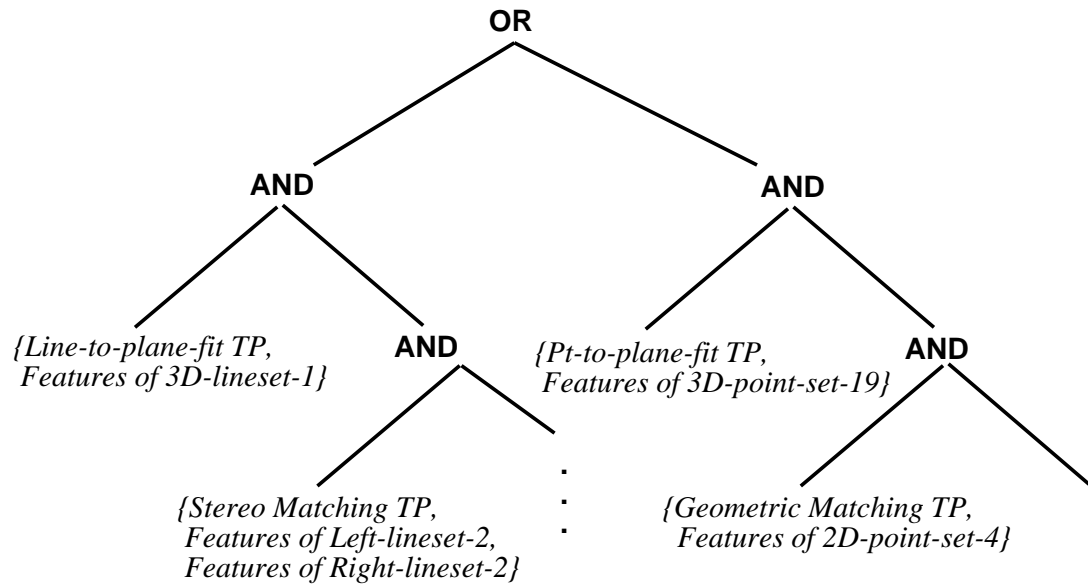 OR
AND
AND
{Line-to-plane-fit TP,
Features of 3D-lineset-1}
AND
{Pt-to-plane-fit TP,
Features of 3D-point-set-19}
AND
{Stereo Matching TP,
Features of Left-lineset-2,
Features of Right-lineset-2}
.
.
.
{Geometric Matching TP,
Features of 2D-point-set-4}